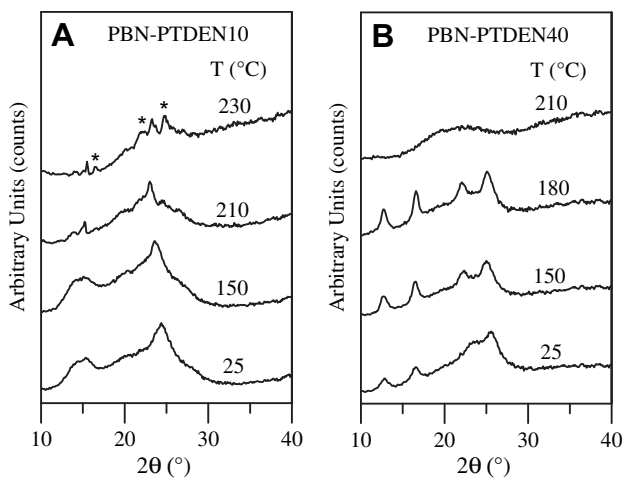 A
PBN-PTDEN10
T (°C)
230
*
*
*
210
150
25
Arbitrary Units (counts)
10
20
30
40
2θ (°)
B
PBN-PTDEN40
T (°C)
210
180
150
25
Arbitrary Units (counts)
10
20
30
40
2θ (°)